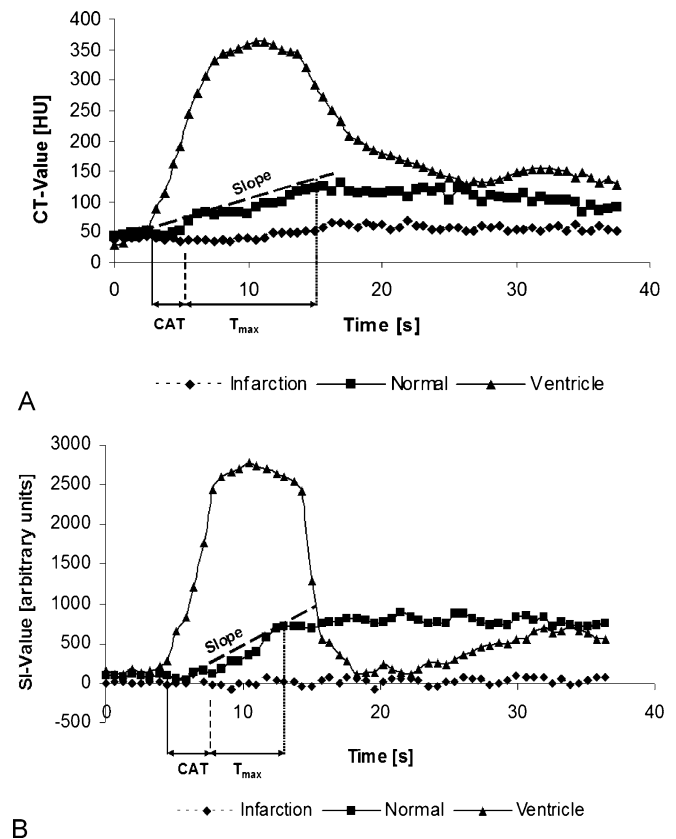 400
350
300
250
200
150
100
50
0
CT-Value [HU]
Slope
0 10 20 30 40
CAT Tmax Time [s]
Infarction Normal Ventricle
A
3000
2500
2000
1500
1000
500
0
-500
SI-Value [arbitrary units]
Slope
0 10 20 30 40
CAT Tmax Time [s]
Infarction Normal Ventricle
B